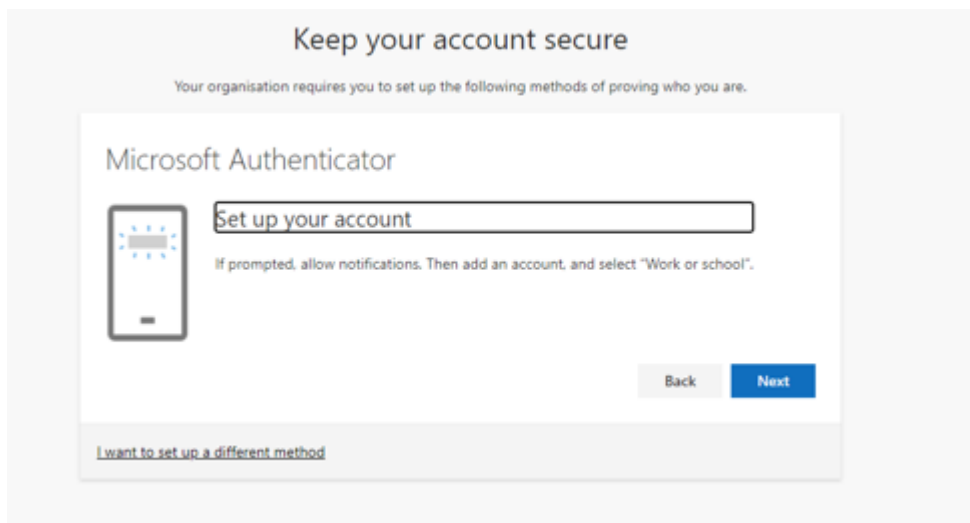 Keep your account secure
Your organisation requires you to set up the following methods of proving who you are.
Microsoft Authenticator
Set up your account
If prompted, allow notifications. Then add an account, and select "Work or school".
Back Next
I want to set up a different method